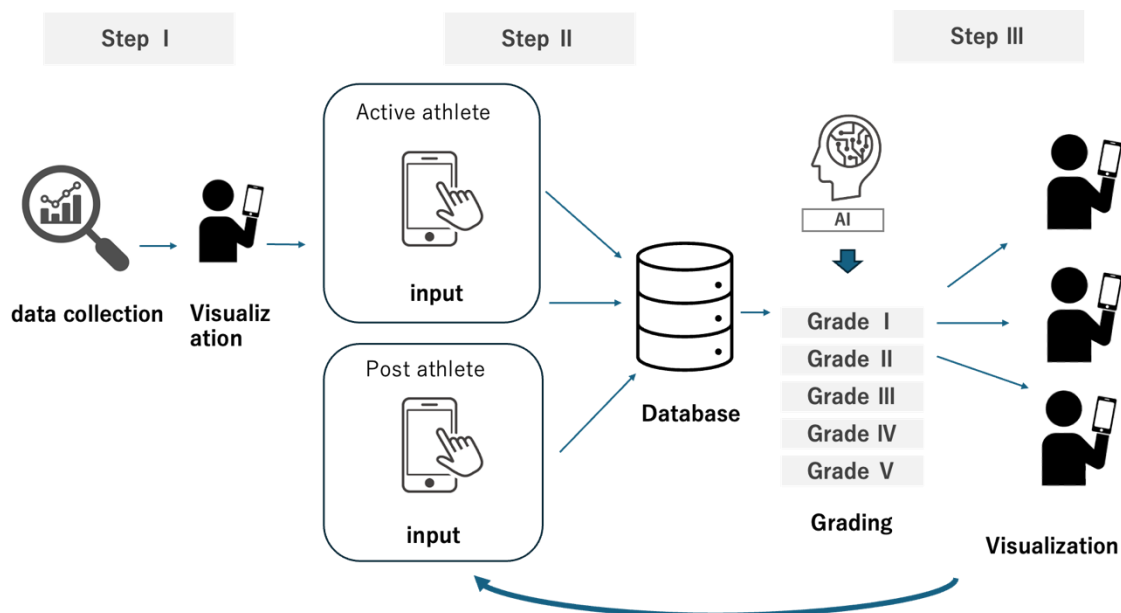 Step Ⅰ
Step Ⅱ
Step Ⅲ
data collection
Visualiz
ation
Active athlete
input
Post athlete
input
Database
AI
Grade Ⅰ
Grade Ⅱ
Grade Ⅲ
Grade Ⅳ
Grade Ⅴ
Grading
Visualization